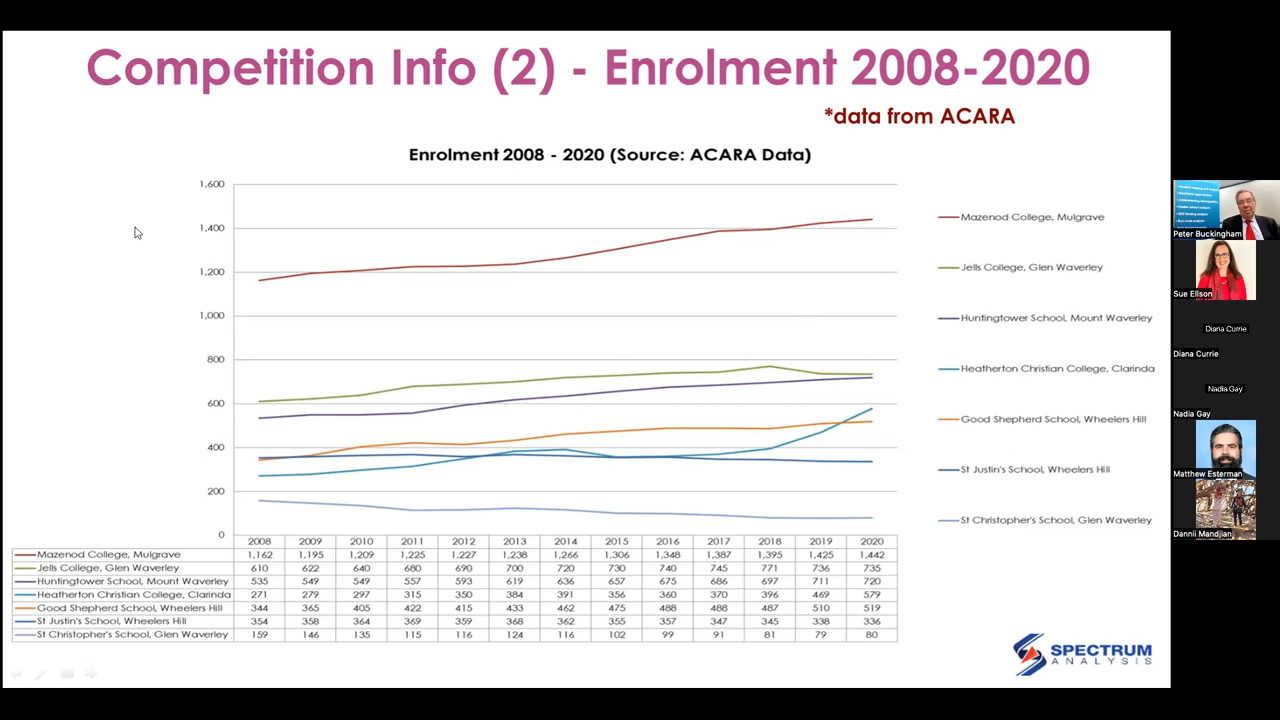 Competition Info (2) - Enrolment 2008-2020
*data from ACARA
Enrolment 2008 - 2020 (Source: ACARA Data)
1,600
1,400
1,200
1,000
800
600
400
200
0
Mazenod College, Mulgrave
Jells College, Glen Waverley
Huntingtower School, Mount Waverley
Heatherton Christian College, Clarinda
Good Shepherd School, Wheelers Hill
St Justin's School, Wheelers Hill
St Christopher's School, Glen Waverley
2008 2009 2010 2011 2012 2013 2014 2015 2016 2017 2018 2019 2020
Mazenod College, Mulgrave 1,162 1,195 1,209 1,225 1,227 1,238 1,266 1,306 1,348 1,387 1,395 1,425 1,442
Jells College, Glen Waverley 610 622 640 680 690 700 720 730 740 745 771 736 735
Huntingtower School, Mount Waverley 535 549 549 557 593 619 636 657 675 686 697 711 720
Heatherton Christian College, Clarinda 271 279 297 315 350 384 391 356 360 370 396 469 579
Good Shepherd School, Wheelers Hill 344 365 405 422 415 433 462 475 488 488 487 510 519
St Justin's School, Wheelers Hill 354 358 364 369 359 368 362 355 357 347 345 338 336
St Christopher's School, Glen Waverley 159 146 135 115 116 124 116 102 99 91 81 79 80
SPECTRUM
ANALYSIS
Peter Buckingham
Sue Ellson
Diana Currie
Diana Currie
Nadia Gay
Nadia Gay
Matthew Esterman
Dannii Mandjian